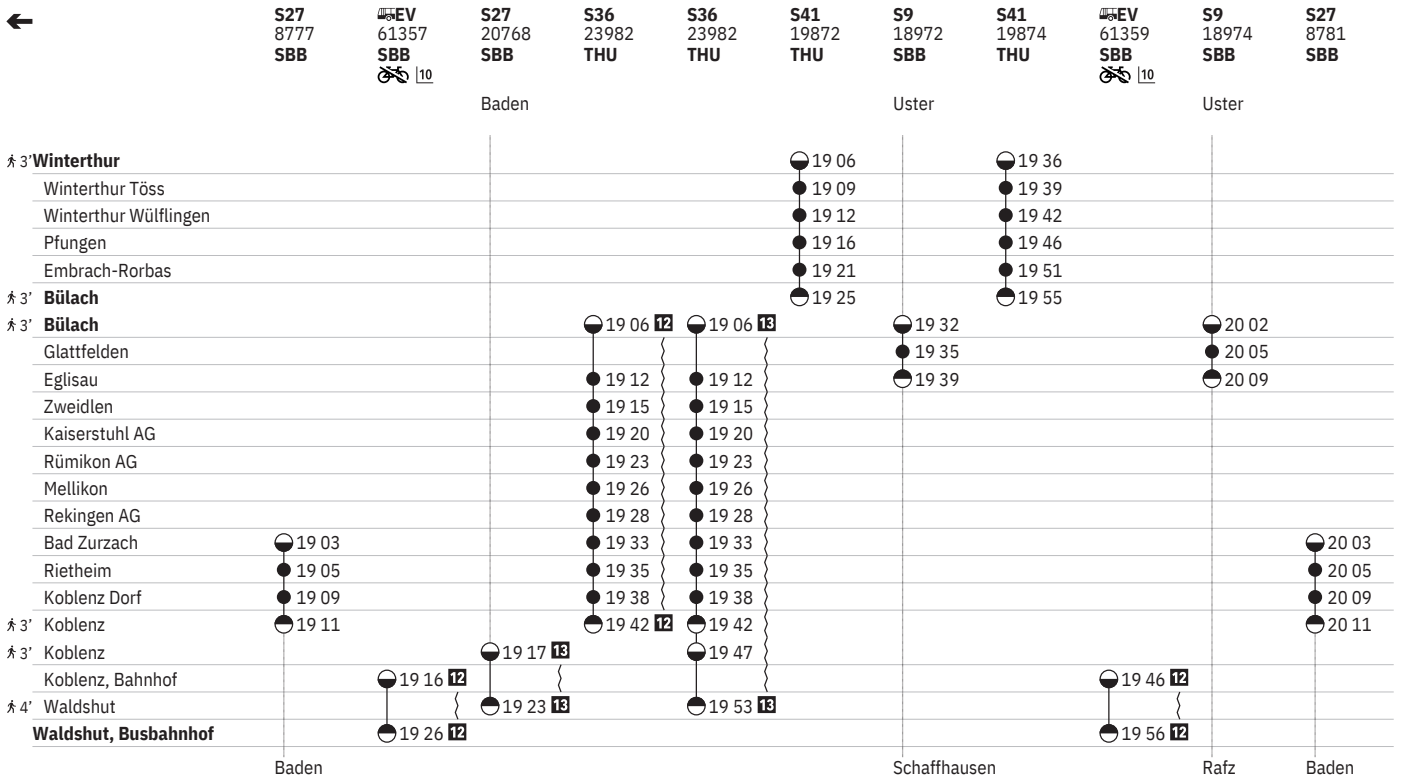 S27 EV S27 S36 S36 S41 S9 S41 EV S9 S27
8777 61357 20768 23982 23982 19872 18972 19874 61359 18974 8781
SBB SBB SBB THU THU THU SBB THU SBB SBB SBB
10 10
Baden Uster Uster
3’ Winterthur 19 06 19 36
Winterthur Töss 19 09 19 39
Winterthur Wülflingen 19 12 19 42
Pfungen 19 16 19 46
Embrach-Rorbas 19 21 19 51
3’ Bülach 19 25 19 55
3’ Bülach 19 06 12 19 06 13 19 32 20 02
Glattfelden 19 35 20 05
Eglisau 19 12 19 12 19 39 20 09
Zweidlen 19 15 19 15
Kaiserstuhl AG 19 20 19 20
Rümikon AG 19 23 19 23
Mellikon 19 26 19 26
Rekingen AG 19 28 19 28
Bad Zurzach 19 03 19 33 19 33 20 03
Rietheim 19 05 19 35 19 35 20 05
Koblenz Dorf 19 09 19 38 19 38 20 09
3’ Koblenz 19 11 19 42 12 19 42 20 11
3’ Koblenz 19 17 13 19 47
Koblenz, Bahnhof 19 16 12 19 46 12
4’ Waldshut 19 23 13 19 53 13
Waldshut, Busbahnhof 19 26 12 19 56 12
Baden Schaffhausen Rafz Baden